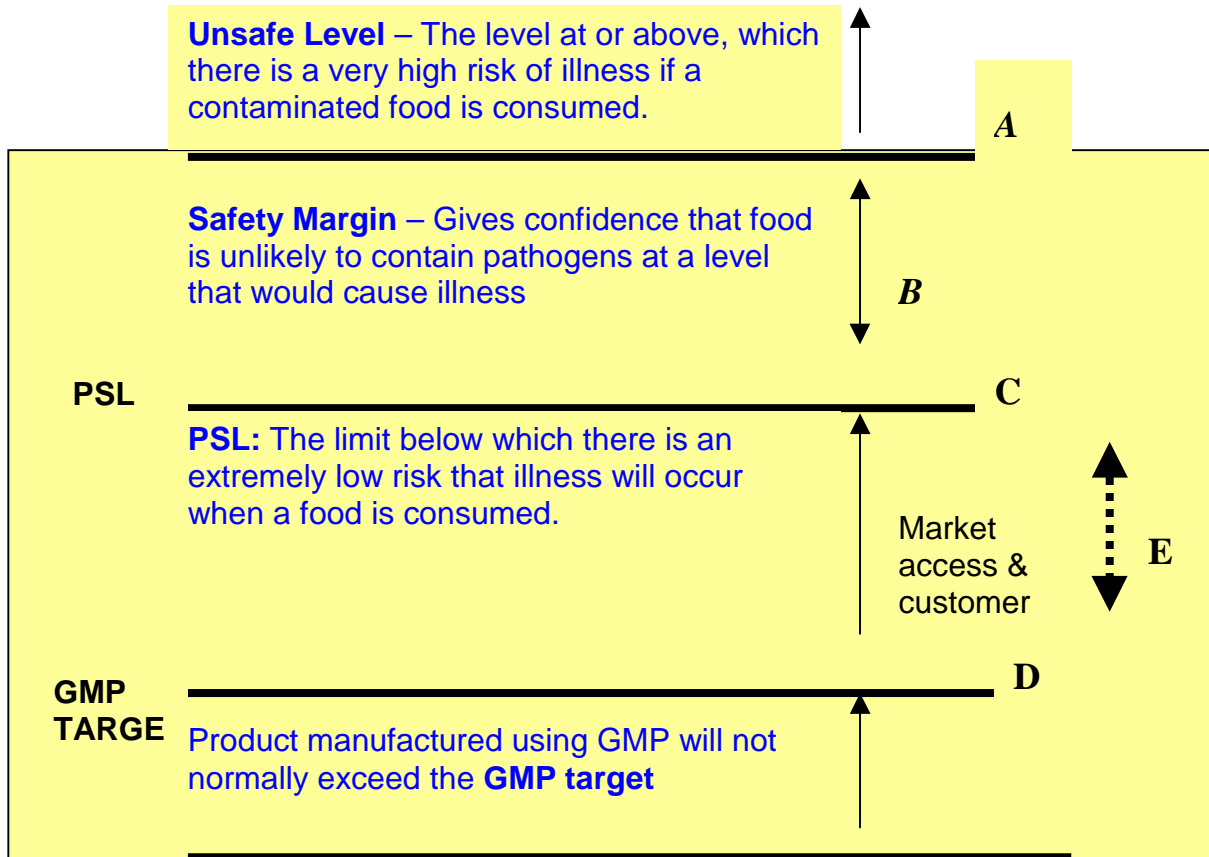 Unsafe Level – The level at or above, which
there is a very high risk of illness if a
contaminated food is consumed.
A
Safety Margin – Gives confidence that food
is unlikely to contain pathogens at a level
that would cause illness
B
PSL
C
PSL: The limit below which there is an
extremely low risk that illness will occur
when a food is consumed.
Market
access &
customer
E
GMP
TARGE
D
Product manufactured using GMP will not
normally exceed the GMP target